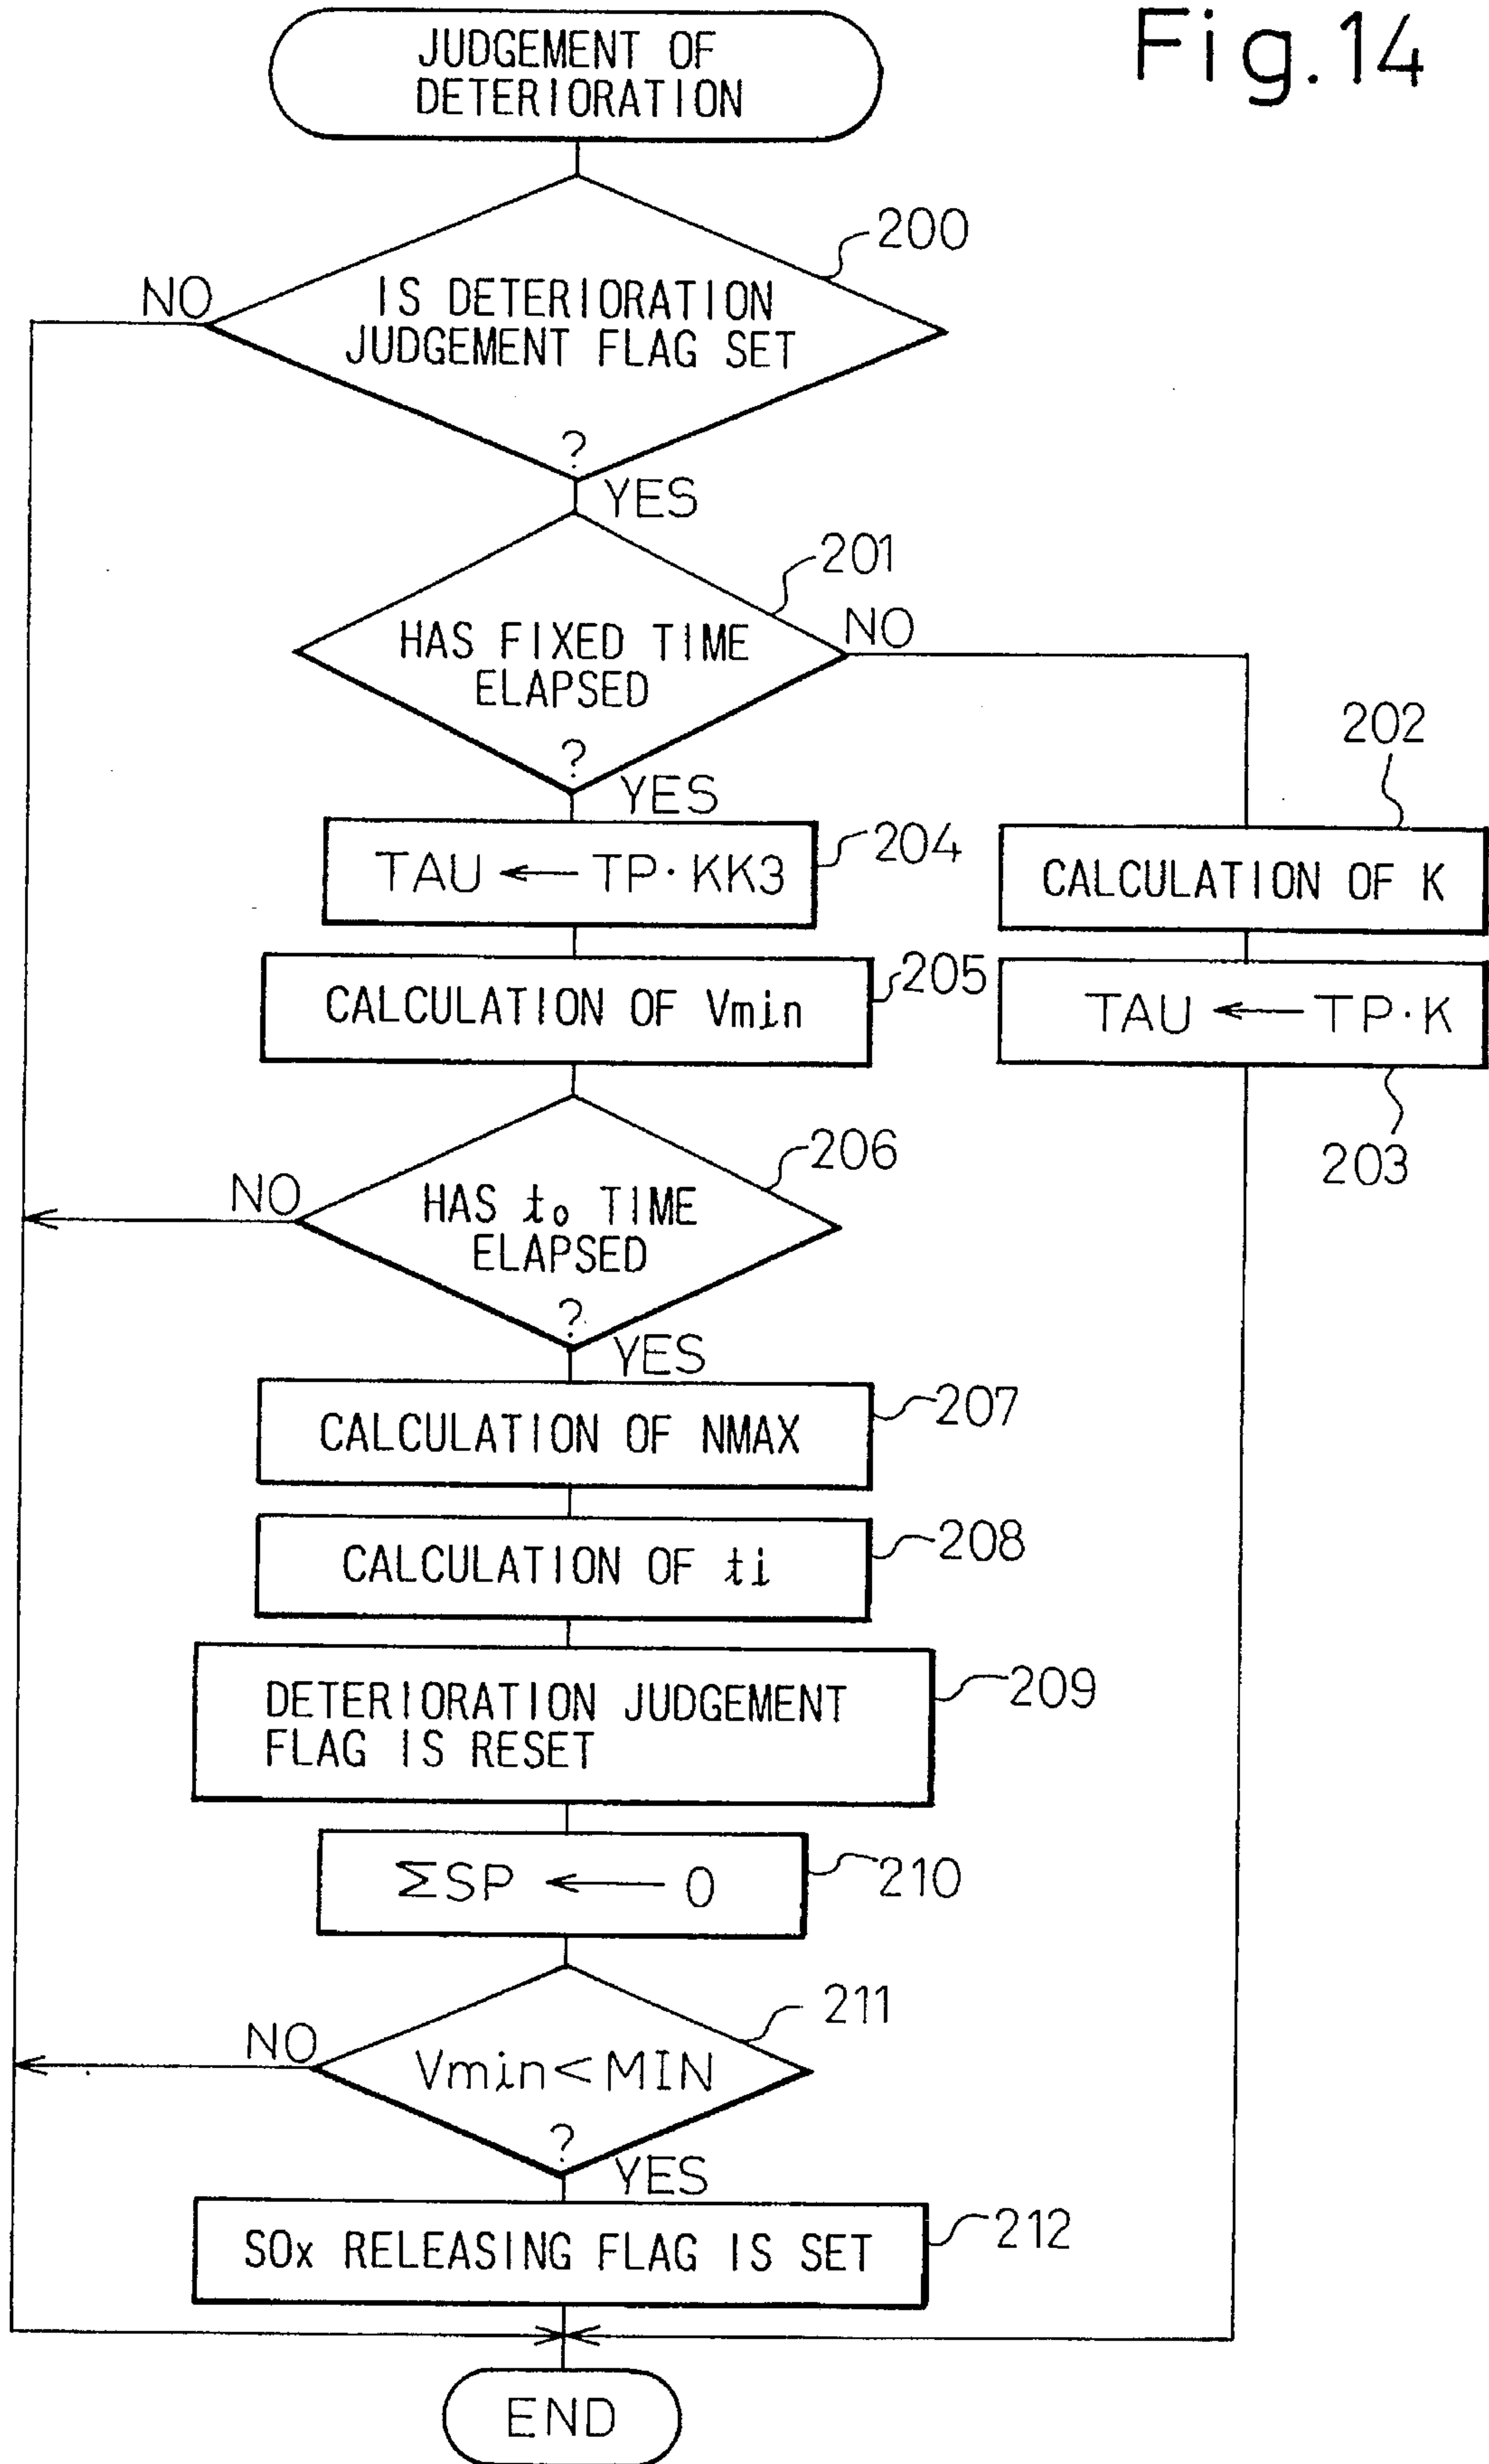 Fig.14
JUDGEMENT OF
DETERIORATION
200
NO
IS DETERIORATION
JUDGEMENT FLAG SET
?
YES
201
HAS FIXED TIME
ELAPSED
?
NO
YES
202
204
TAU ← TP·KK3
CALCULATION OF K
205
CALCULATION OF Vmin
TAU ← TP·K
203
206
NO
HAS t₀ TIME
ELAPSED
?
YES
207
CALCULATION OF NMAX
208
CALCULATION OF ti
209
DETERIORATION JUDGEMENT
FLAG IS RESET
210
ΣSP ← 0
211
NO
Vmin<MIN
?
YES
212
SOx RELEASING FLAG IS SET
END